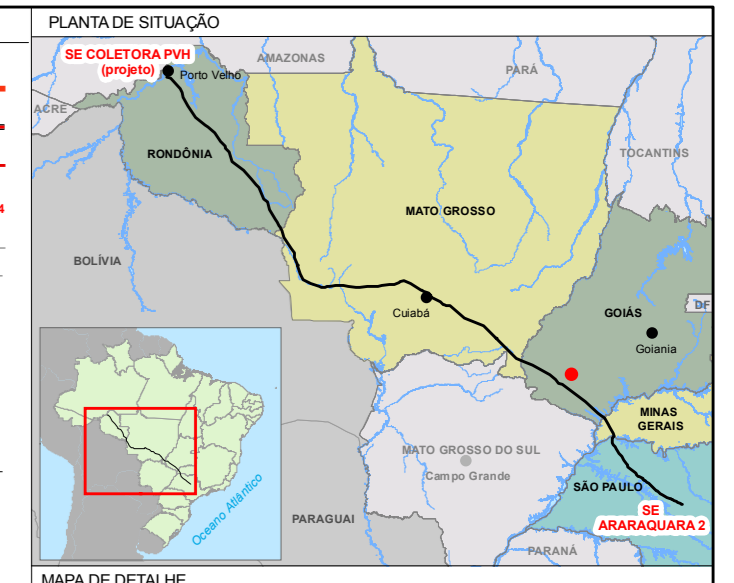 PLANTA DE SITUAÇÃO
SE COLETORA PVH
(projeto)
Porto Velho
AMAZONAS
PARÁ
ACRE
TOCANTINS
RONDÔNIA
4
MATO GROSSO
BOLÍVIA
DF
Cuiabá
GOIÁS
Goiania
MINAS
GERAIS
MATO GROSSO DO SUL
Campo Grande
SÃO PAULO
SE
ARARAQUARA 2
PARAGUAI
PARANÁ
Oceano Atlântico
MAPA DE DETALHE